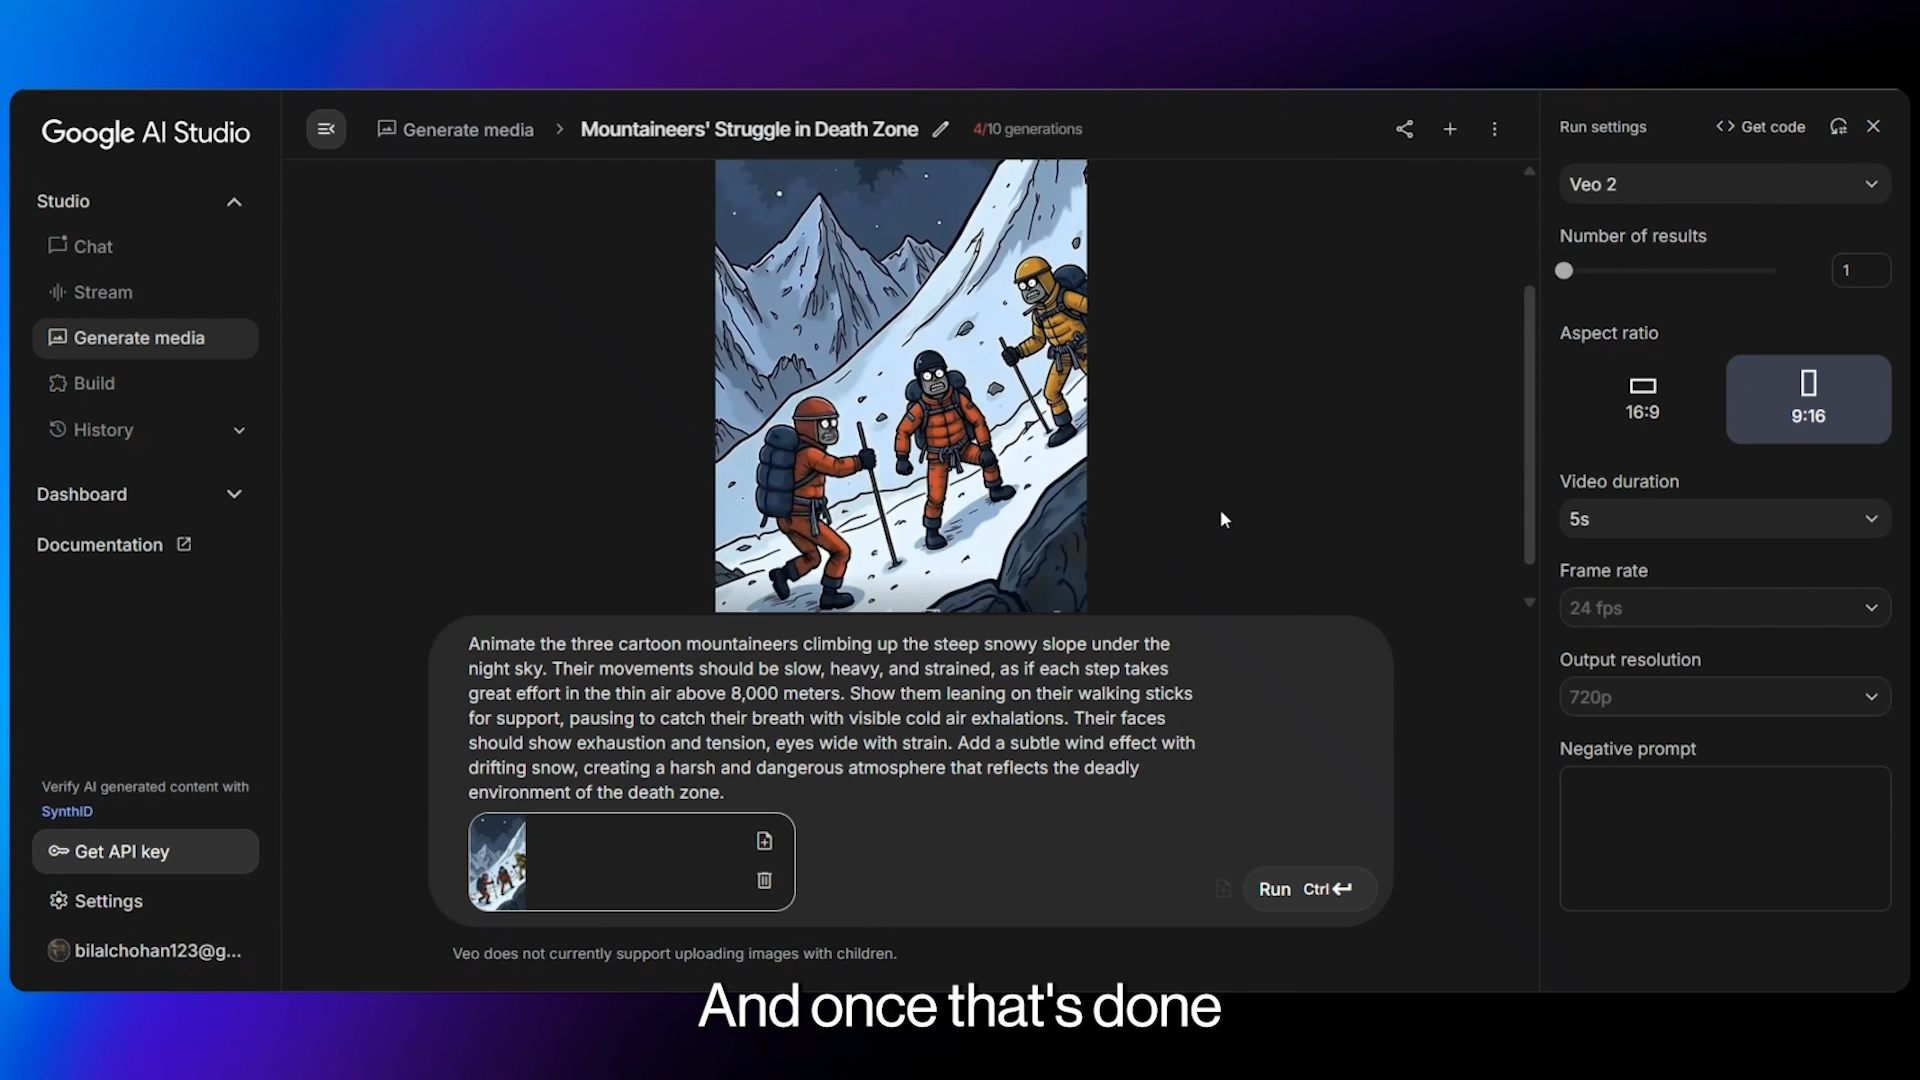 Google AI Studio
Studio
Chat
Stream
Generate media
Build
History
Dashboard
Documentation
Verify AI generated content with
SynthID
Get API key
Settings
bilalchohan123@g...
Generate media > Mountaineers' Struggle in Death Zone 4/10 generations
Animate the three cartoon mountaineers climbing up the steep snowy slope under the
night sky. Their movements should be slow, heavy, and strained, as if each step takes
great effort in the thin air above 8,000 meters. Show them leaning on their walking sticks
for support, pausing to catch their breath with visible cold air exhalations. Their faces
should show exhaustion and tension, eyes wide with strain. Add a subtle wind effect with
drifting snow, creating a harsh and dangerous atmosphere that reflects the deadly
environment of the death zone.
Run Ctrl
Veo does not currently support uploading images with children.
Run settings
Get code
Veo 2
Number of results
1
Aspect ratio
16:9
9:16
Video duration
5s
Frame rate
24 fps
Output resolution
720p
Negative prompt
And once that's done